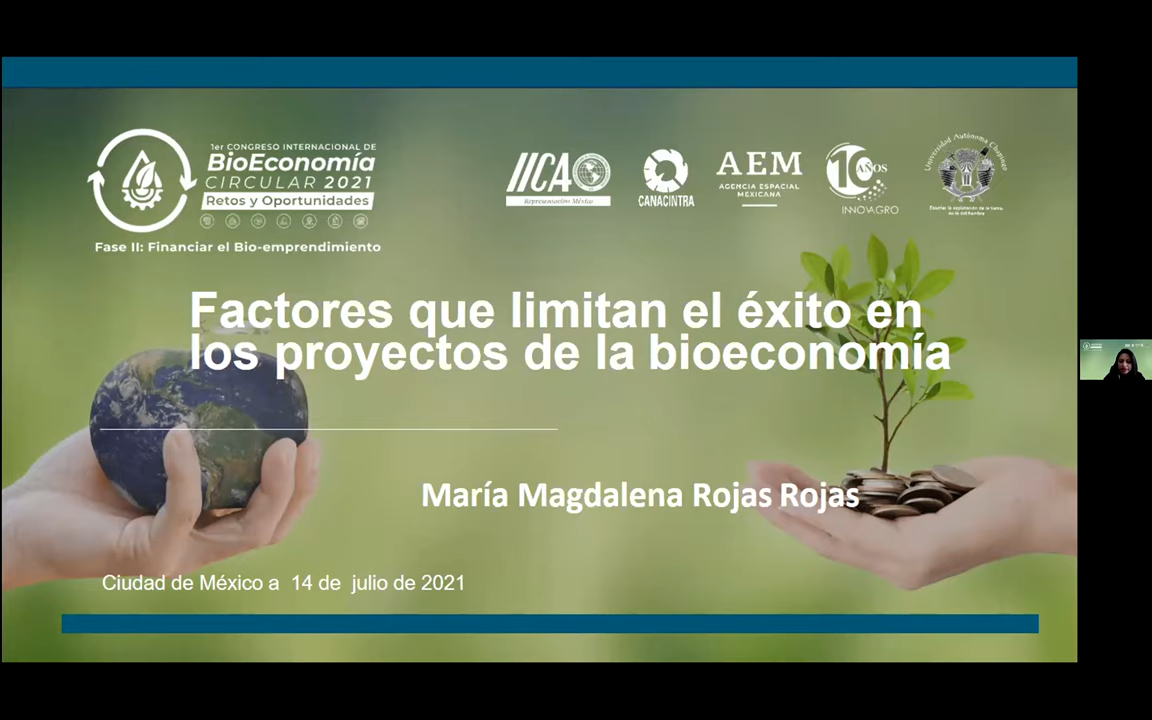 1er CONGRESO INTERNACIONAL DE
BioEconomía
CIRCULAR 2021
Retos y Oportunidades
Fase II: Financiar el Bio-emprendimiento
IICA
Representación México
CANACINTRA
AEM
AGENCIA ESPACIAL
MEXICANA
10 AÑOS
INNOVAGRO
Universidad Autónoma Chapingo
Factores que limitan el éxito en
los proyectos de la bioeconomía
María Magdalena Rojas Rojas
Ciudad de México a 14 de julio de 2021